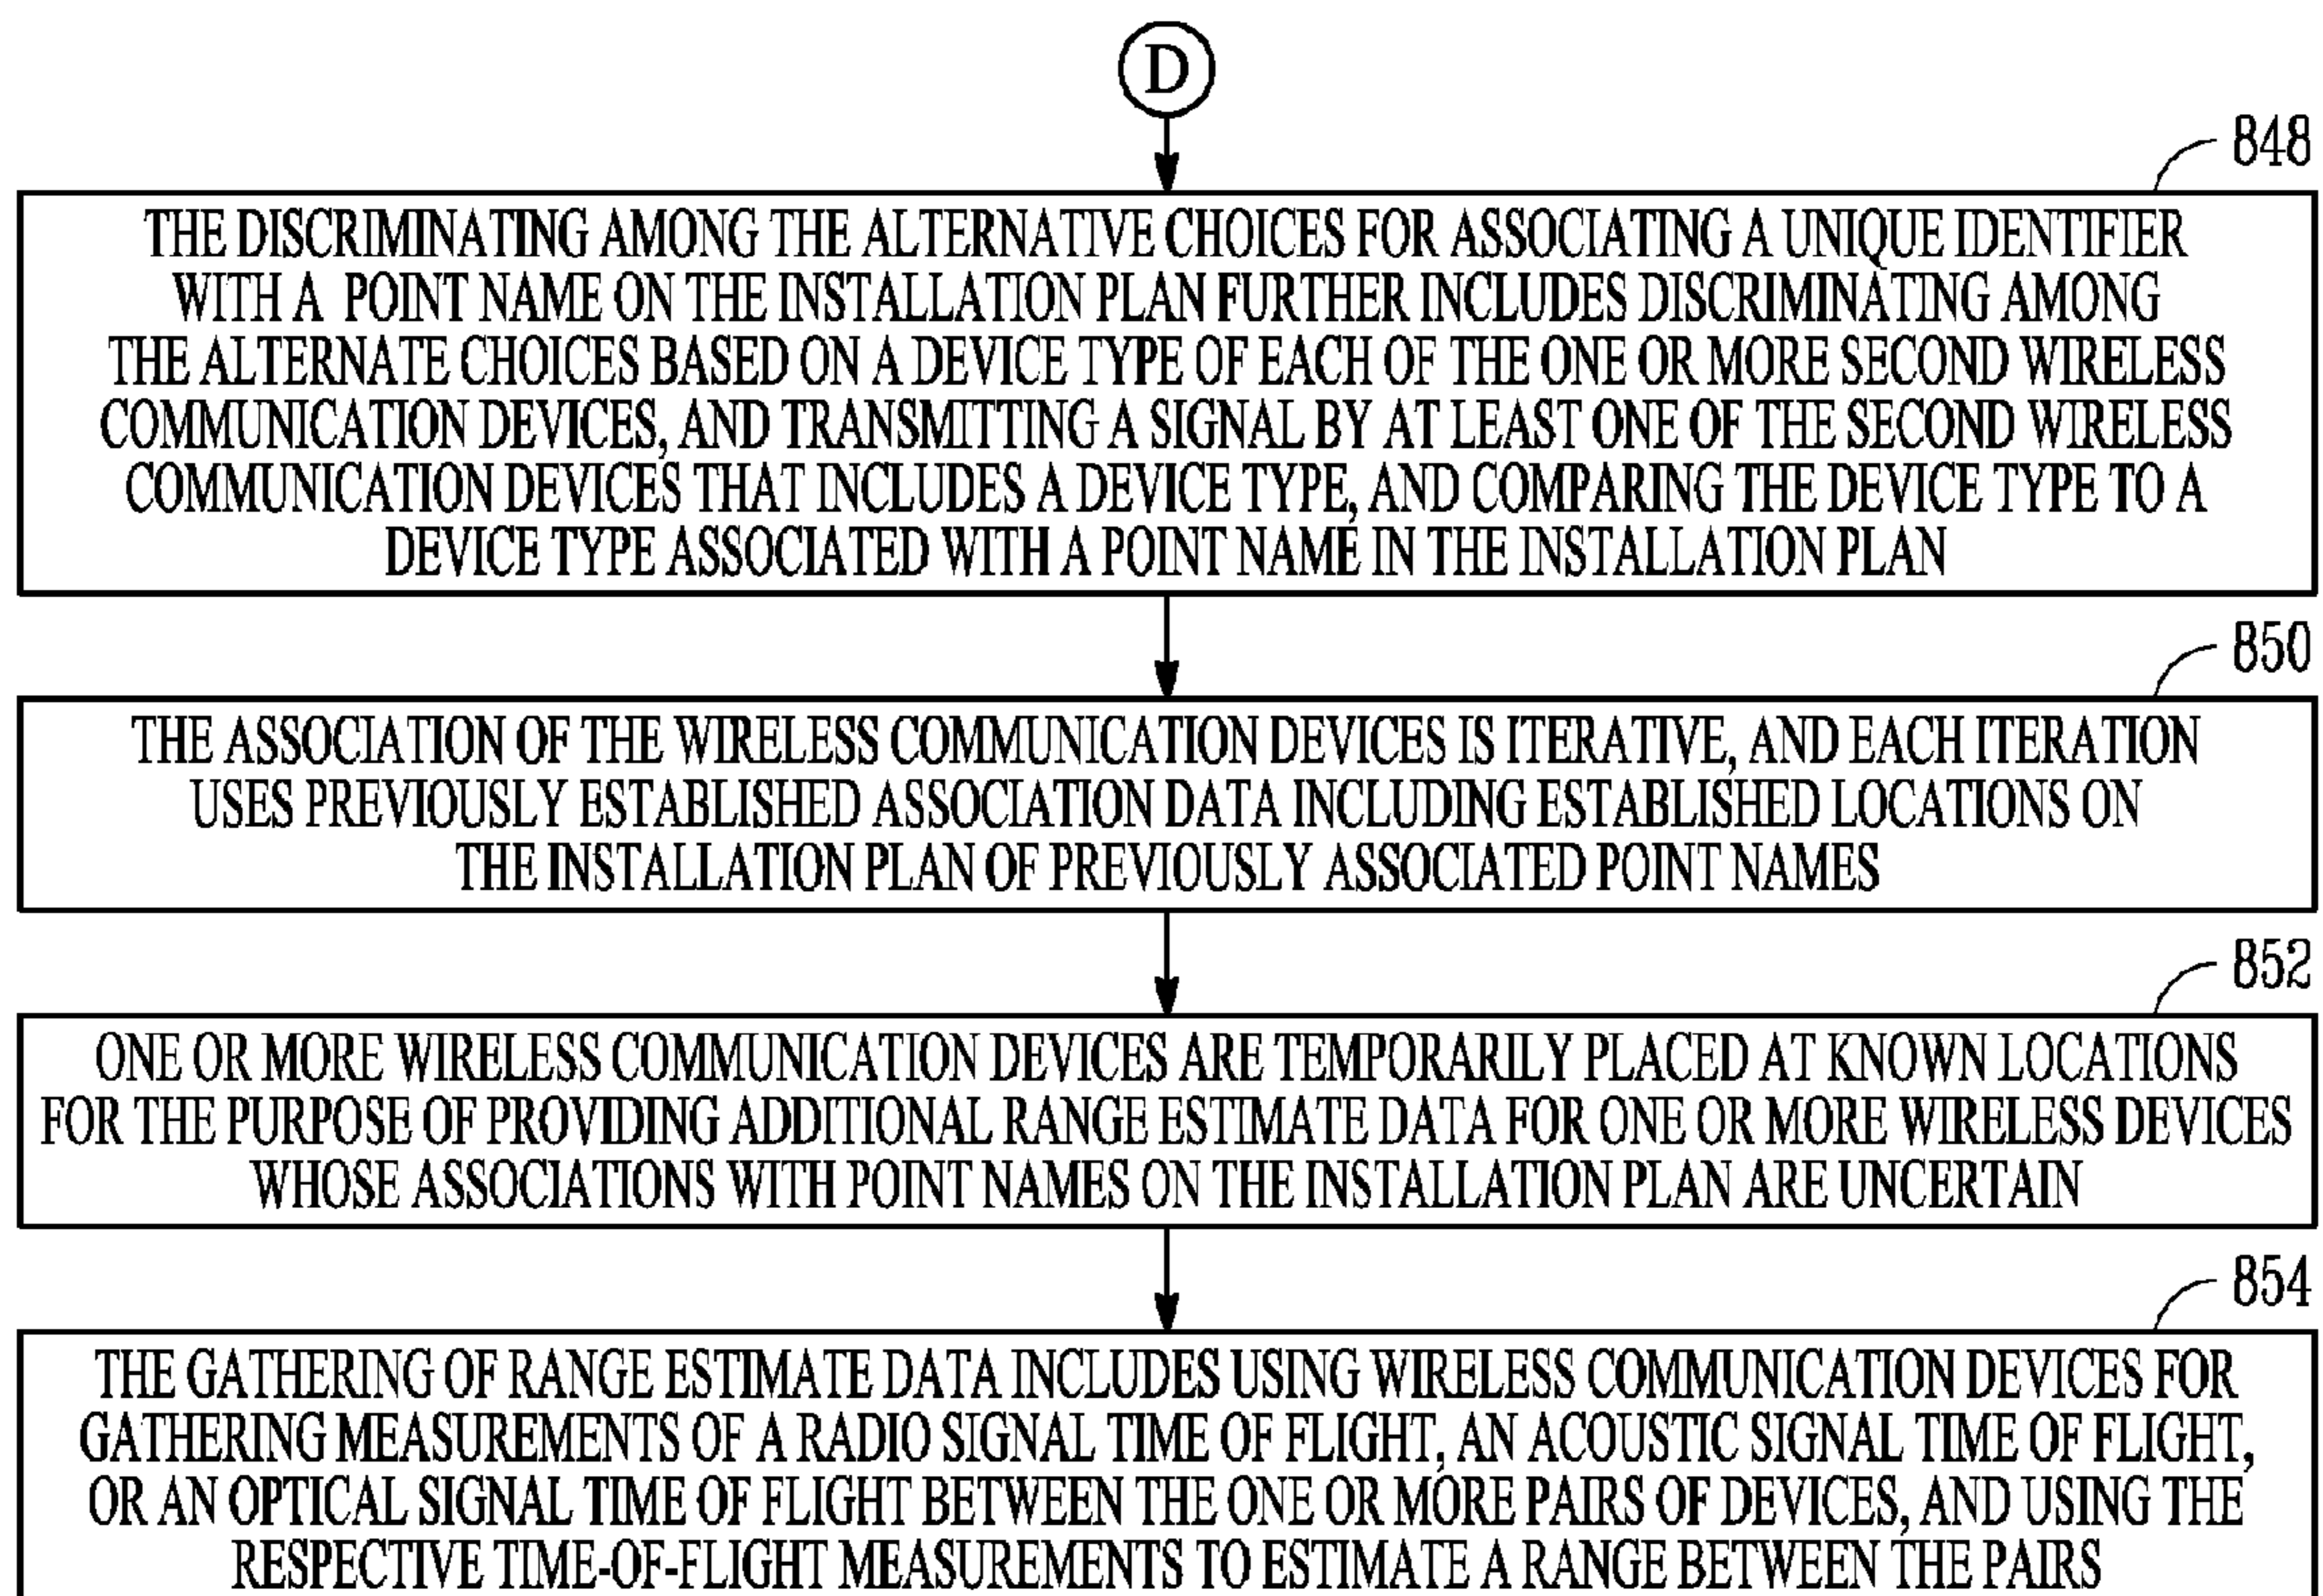 D
848
THE DISCRIMINATING AMONG THE ALTERNATIVE CHOICES FOR ASSOCIATING A UNIQUE IDENTIFIER
WITH A POINT NAME ON THE INSTALLATION PLAN FURTHER INCLUDES DISCRIMINATING AMONG
THE ALTERNATE CHOICES BASED ON A DEVICE TYPE OF EACH OF THE ONE OR MORE SECOND WIRELESS
COMMUNICATION DEVICES, AND TRANSMITTING A SIGNAL BY AT LEAST ONE OF THE SECOND WIRELESS
COMMUNICATION DEVICES THAT INCLUDES A DEVICE TYPE, AND COMPARING THE DEVICE TYPE TO A
DEVICE TYPE ASSOCIATED WITH A POINT NAME IN THE INSTALLATION PLAN
850
THE ASSOCIATION OF THE WIRELESS COMMUNICATION DEVICES IS ITERATIVE, AND EACH ITERATION
USES PREVIOUSLY ESTABLISHED ASSOCIATION DATA INCLUDING ESTABLISHED LOCATIONS ON
THE INSTALLATION PLAN OF PREVIOUSLY ASSOCIATED POINT NAMES
852
ONE OR MORE WIRELESS COMMUNICATION DEVICES ARE TEMPORARILY PLACED AT KNOWN LOCATIONS
FOR THE PURPOSE OF PROVIDING ADDITIONAL RANGE ESTIMATE DATA FOR ONE OR MORE WIRELESS DEVICES
WHOSE ASSOCIATIONS WITH POINT NAMES ON THE INSTALLATION PLAN ARE UNCERTAIN
854
THE GATHERING OF RANGE ESTIMATE DATA INCLUDES USING WIRELESS COMMUNICATION DEVICES FOR
GATHERING MEASUREMENTS OF A RADIO SIGNAL TIME OF FLIGHT, AN ACOUSTIC SIGNAL TIME OF FLIGHT,
OR AN OPTICAL SIGNAL TIME OF FLIGHT BETWEEN THE ONE OR MORE PAIRS OF DEVICES, AND USING THE
RESPECTIVE TIME-OF-FLIGHT MEASUREMENTS TO ESTIMATE A RANGE BETWEEN THE PAIRS